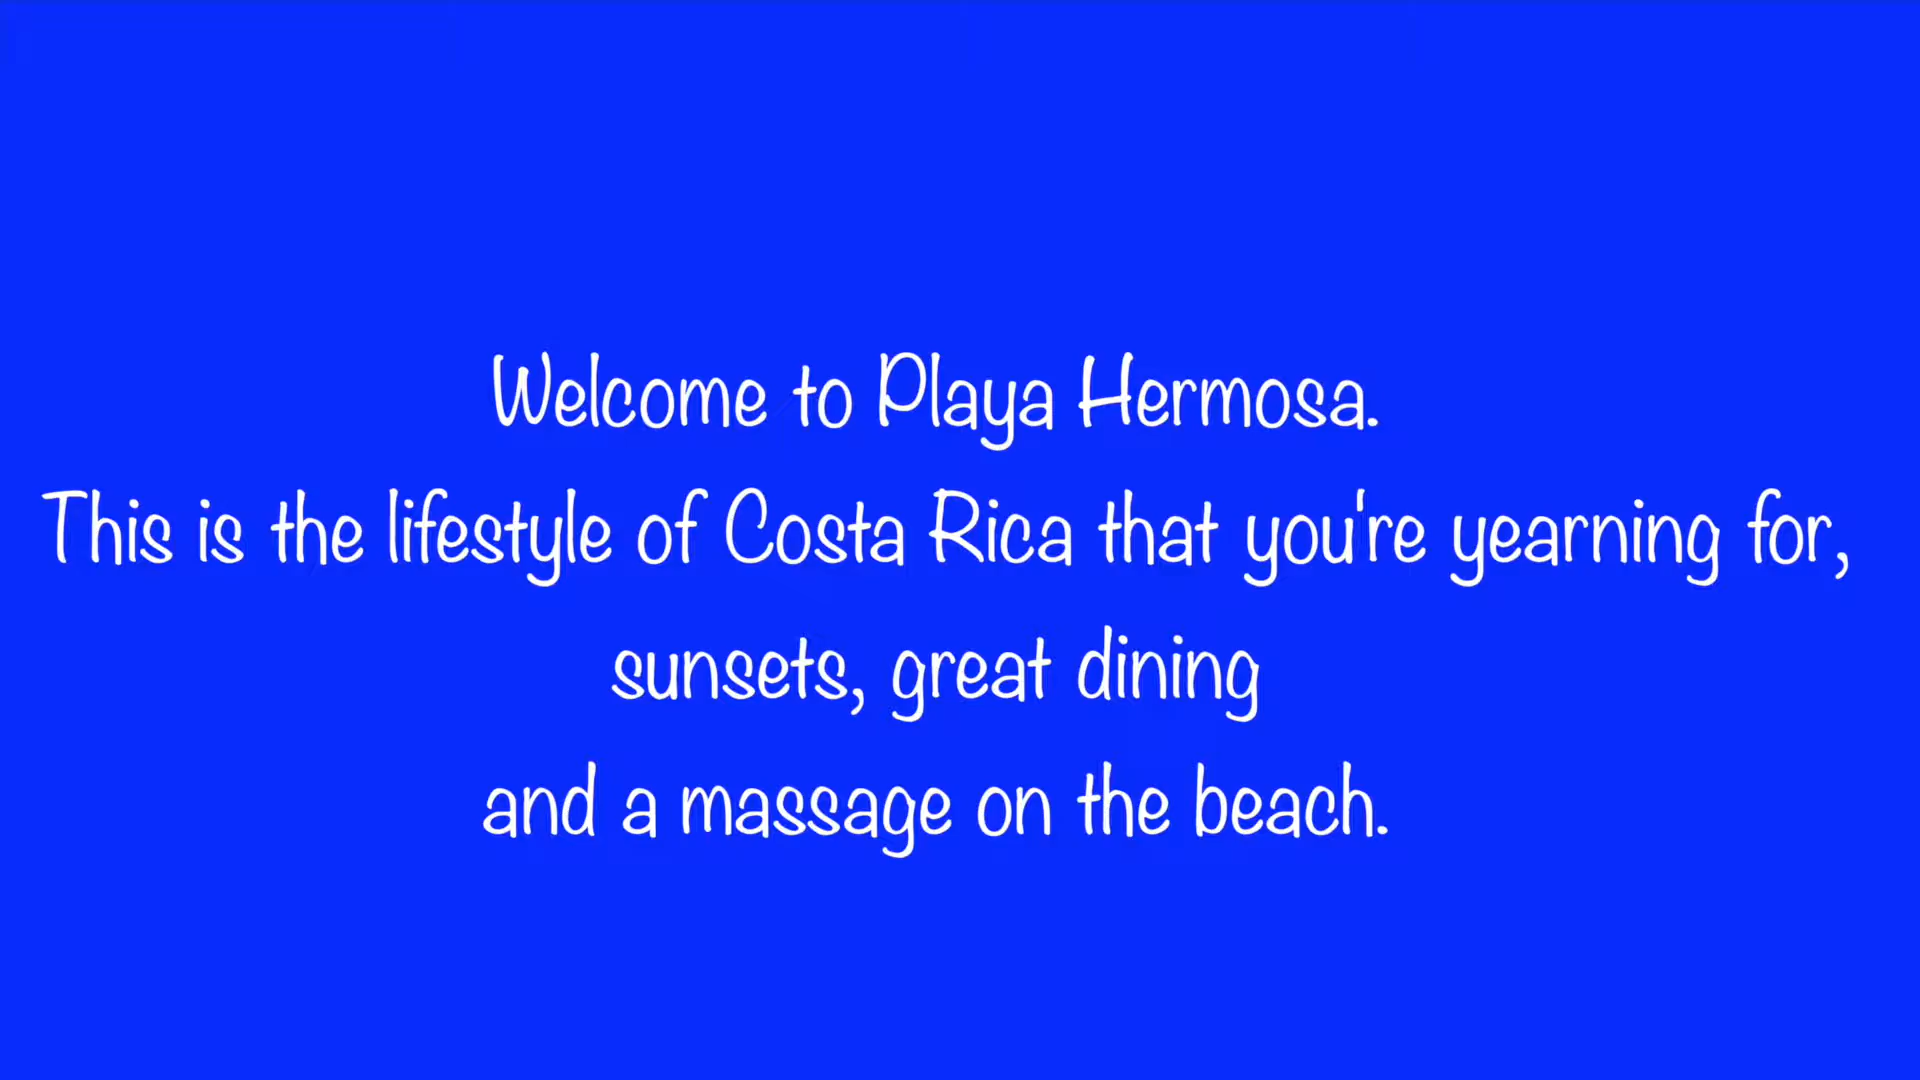 Welcome to Playa Hermosa.
This is the lifestyle of Costa Rica that you're yearning for,
sunsets, great dining
and a massage on the beach.